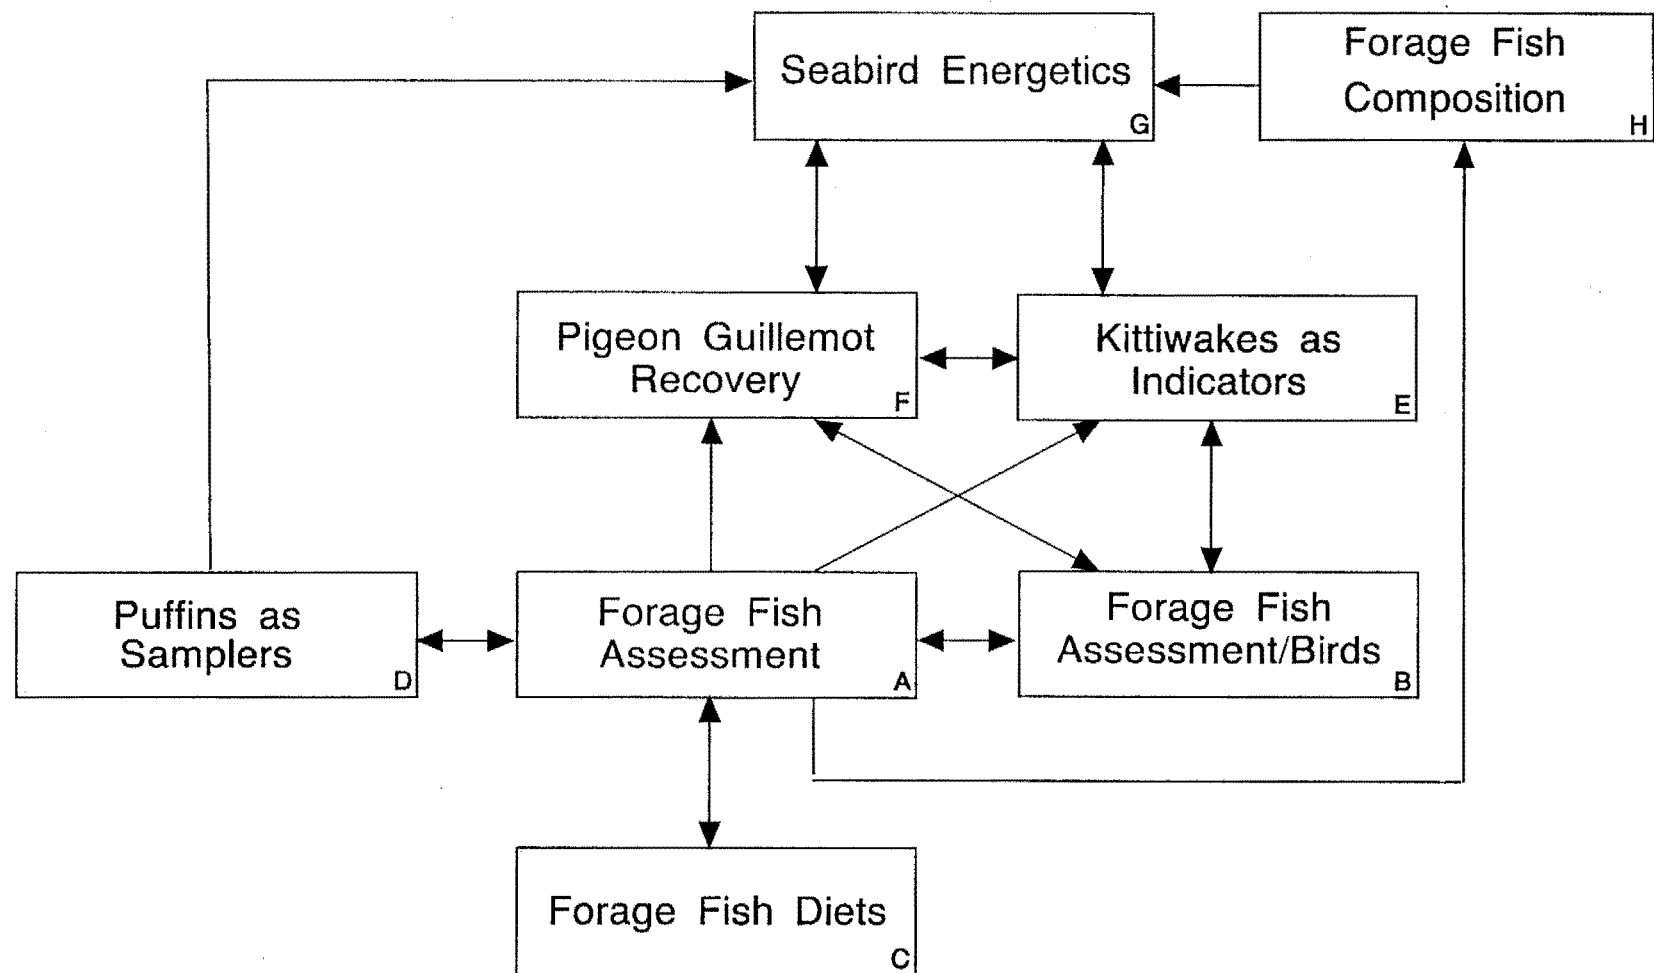 Seabird Energetics
G
Forage Fish
Composition
H
Pigeon Guillemot
Recovery
F
Kittiwakes as
Indicators
E
Puffins as
Samplers
D
Forage Fish
Assessment
A
Forage Fish
Assessment/Birds
B
Forage Fish Diets
C